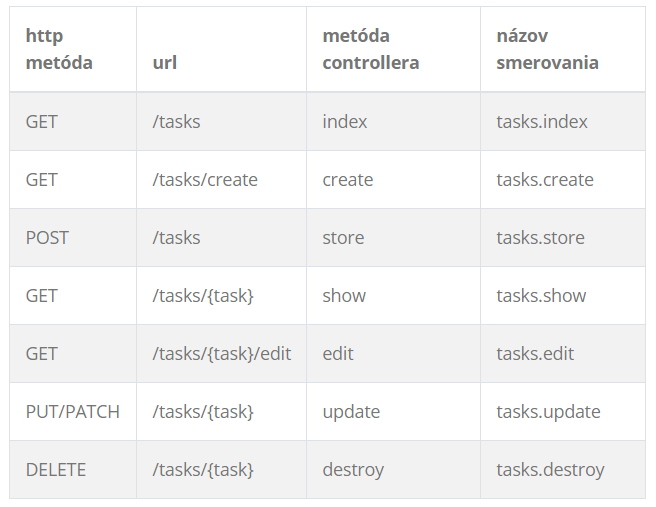 http metóda url metóda controllera názov smerovania
GET /tasks index tasks.index
GET /tasks/create create tasks.create
POST /tasks store tasks.store
GET /tasks/{task} show tasks.show
GET /tasks/{task}/edit edit tasks.edit
PUT/PATCH /tasks/{task} update tasks.update
DELETE /tasks/{task} destroy tasks.destroy